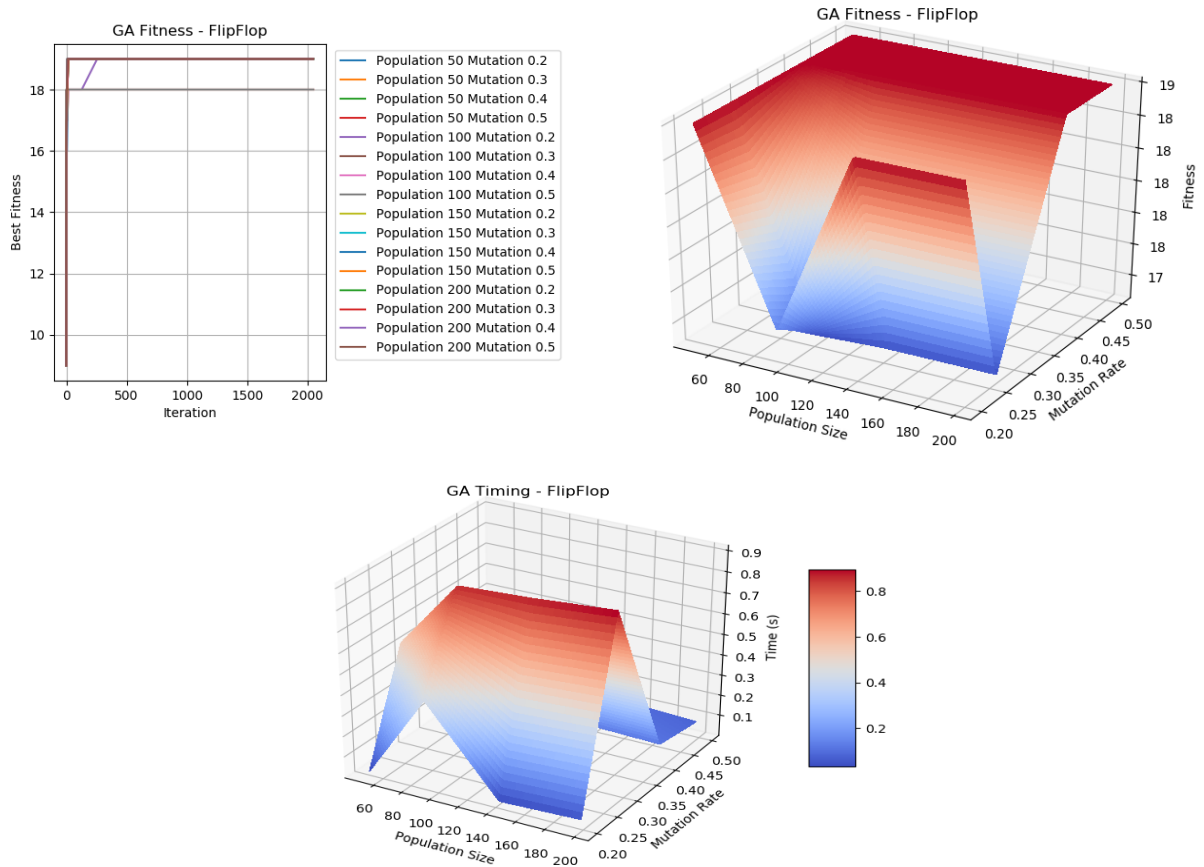 GA Fitness - FlipFlop
18
16
14
12
10
Best Fitness
0
500
1000
1500
2000
Iteration
Population 50 Mutation 0.2
Population 50 Mutation 0.3
Population 50 Mutation 0.4
Population 50 Mutation 0.5
Population 100 Mutation 0.2
Population 100 Mutation 0.3
Population 100 Mutation 0.4
Population 100 Mutation 0.5
Population 150 Mutation 0.2
Population 150 Mutation 0.3
Population 150 Mutation 0.4
Population 150 Mutation 0.5
Population 200 Mutation 0.2
Population 200 Mutation 0.3
Population 200 Mutation 0.4
Population 200 Mutation 0.5
GA Fitness - FlipFlop
19
18
18
18
18
18
17
Fitness
60
80
100
120
140
160
180
200
Population Size
0.20
0.25
0.30
0.35
0.40
0.45
0.50
Mutation Rate
GA Timing - FlipFlop
0.9
0.8
0.7
0.6
0.5
0.4
0.3
0.2
0.1
Time (s)
60
80
100
120
140
160
180
200
Population Size
0.20
0.25
0.30
0.35
0.40
0.45
0.50
Mutation Rate
0.8
0.6
0.4
0.2